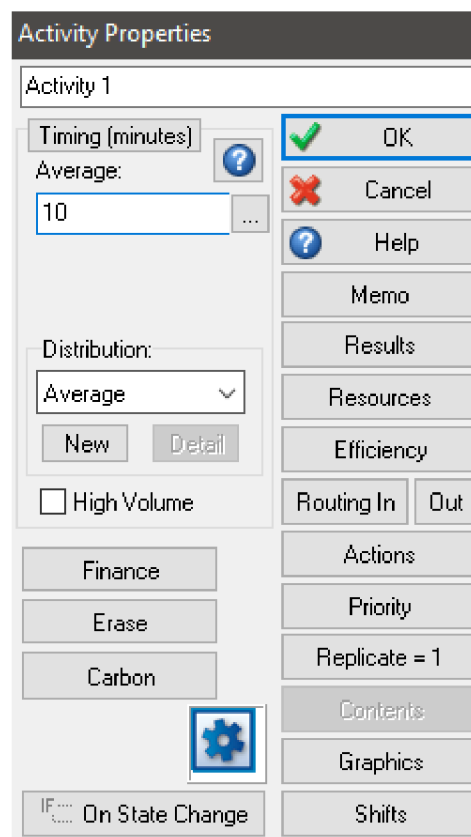 Activity Properties
Activity 1
Timing (minutes)
Average:
10
...
Distribution:
Average
New
Detail
High Volume
Finance
Erase
Carbon
IF
On State Change
OK
Cancel
Help
Memo
Results
Resources
Efficiency
Routing In
Out
Actions
Priority
Replicate = 1
Contents
Graphics
Shifts